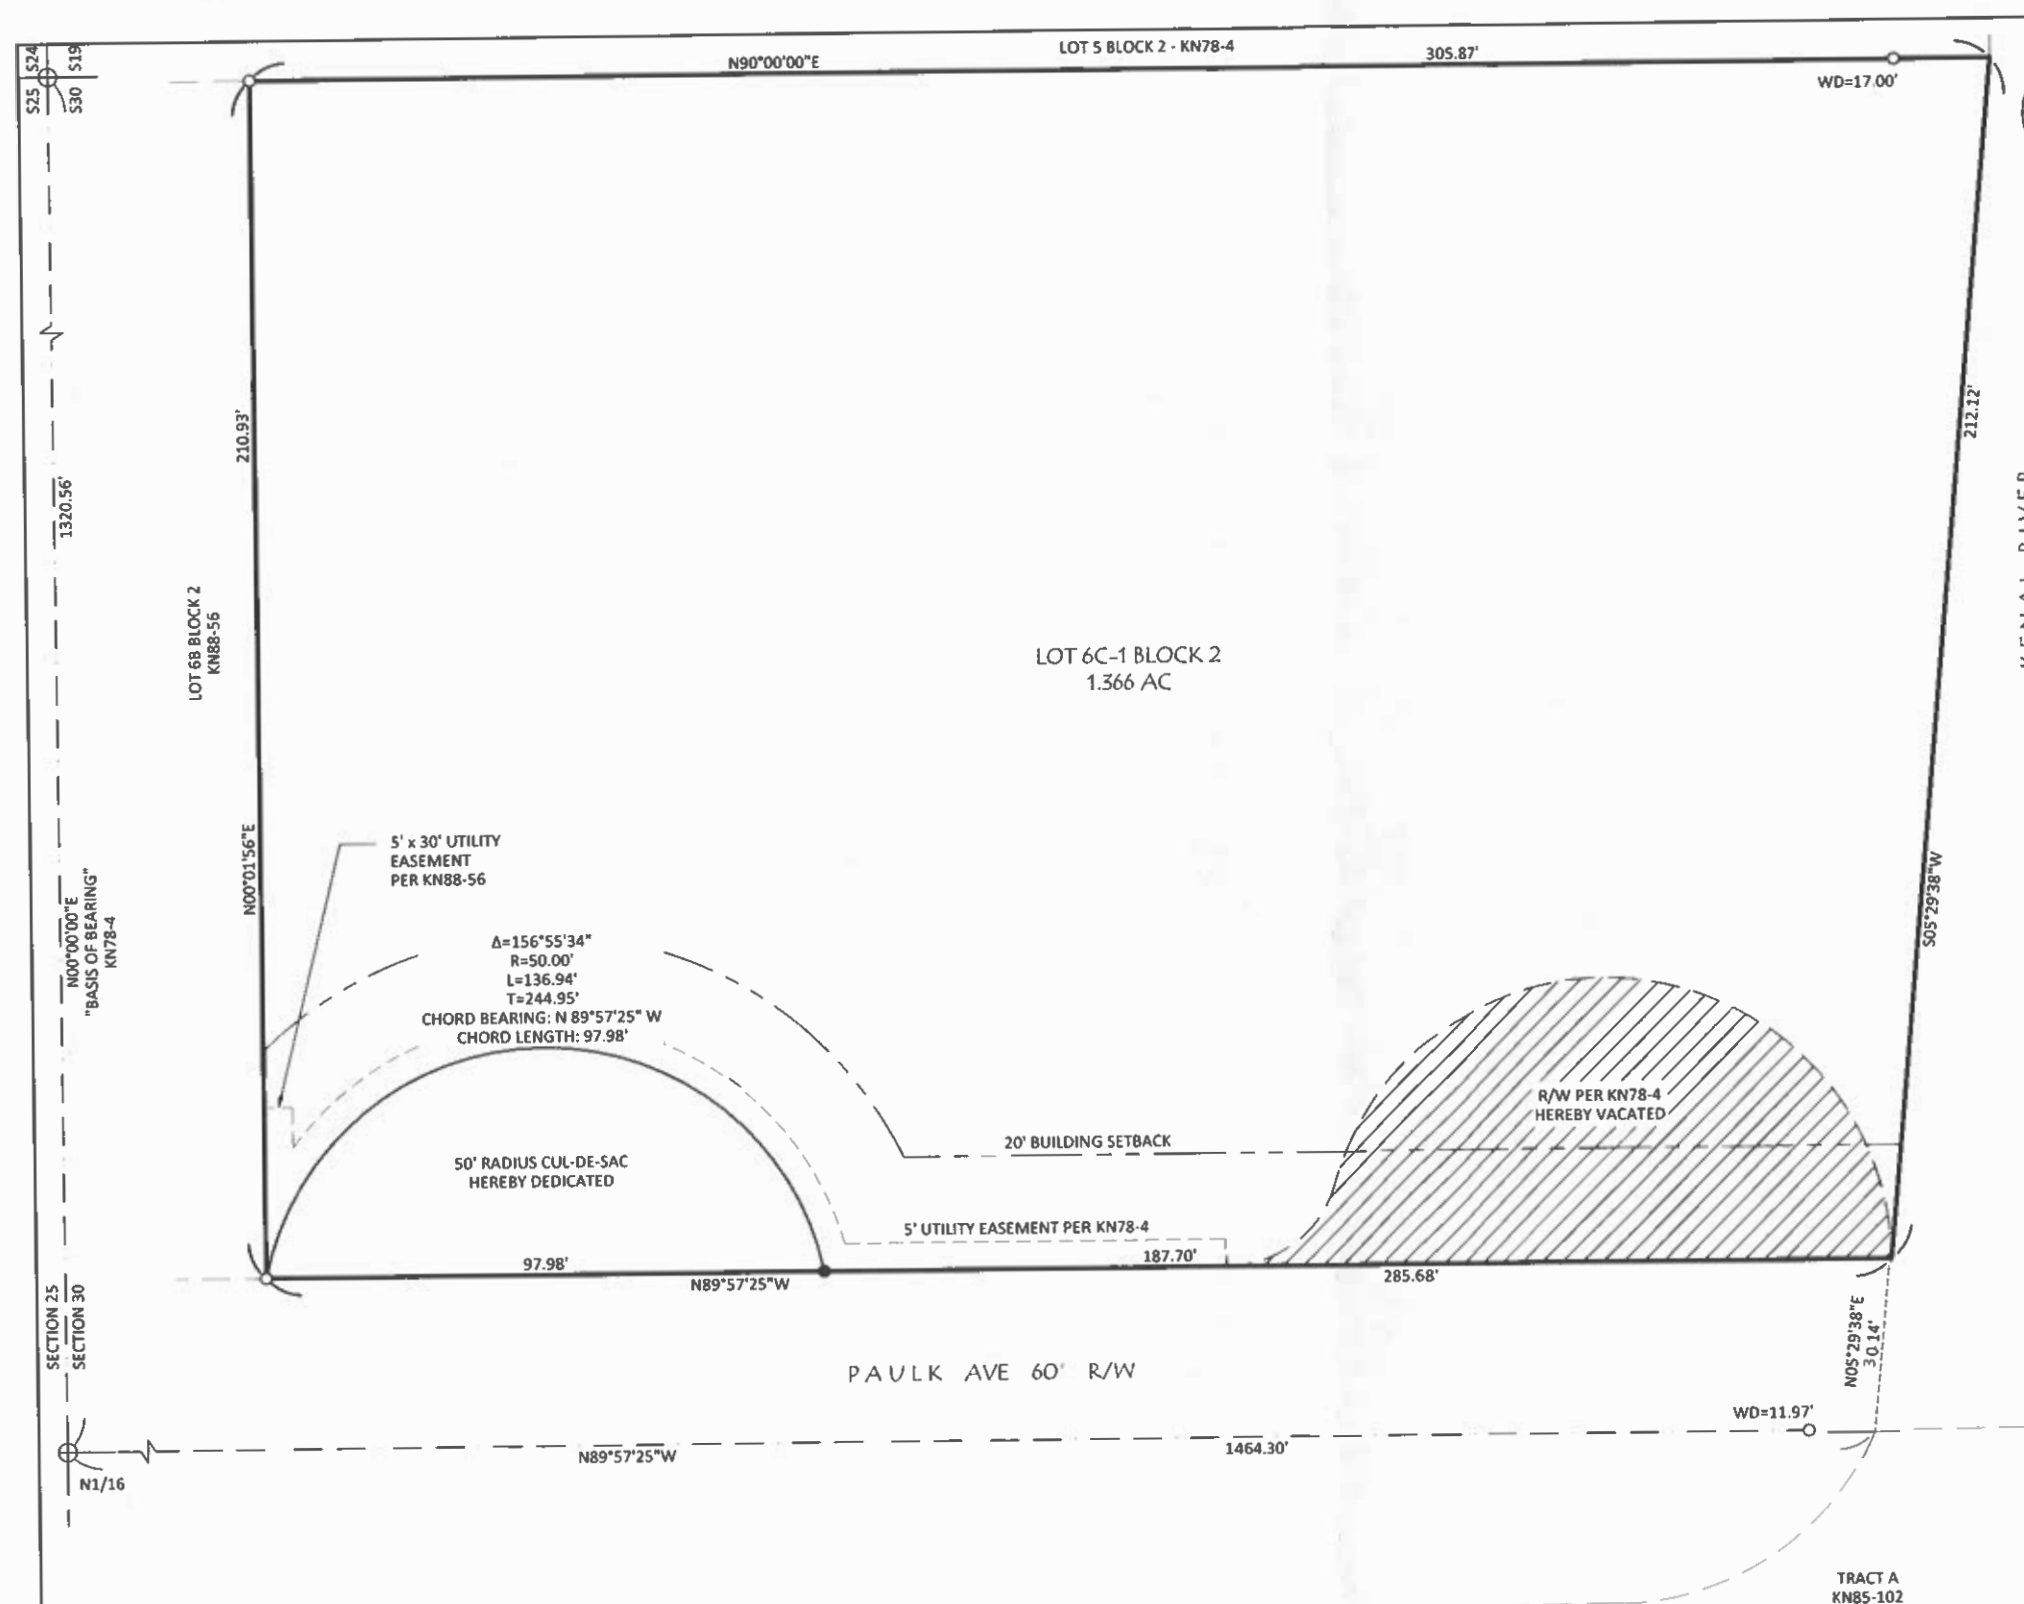 LOT 5 BLOCK 2 - KN78-4
N90°00'00"E
305.87'
WD=17.00'
S24
S19
S25
S30
210.93'
212.12'
1320.56'
LOT 6B BLOCK 2
KN88-56
LOT 6C-1 BLOCK 2
1.366 AC
N00°01'56"E
5' x 30' UTILITY
EASEMENT
PER KN88-56
S05°29'38"W
N00°00'00"E
"BASIS OF BEARING"
KN78-4
Δ=156°55'34"
R=50.00'
L=136.94'
T=244.95'
CHORD BEARING: N 89°57'25" W
CHORD LENGTH: 97.98'
R/W PER KN78-4
HEREBY VACATED
20' BUILDING SETBACK
50' RADIUS CUL-DE-SAC
HEREBY DEDICATED
5' UTILITY EASEMENT PER KN78-4
97.98'
187.70'
N89°57'25"W
285.68'
SECTION 25
SECTION 30
N05°29'38"E
30.14'
PAULK AVE 60' R/W
WD=11.97'
N89°57'25"W
1464.30'
N1/16
TRACT A
KN85-102